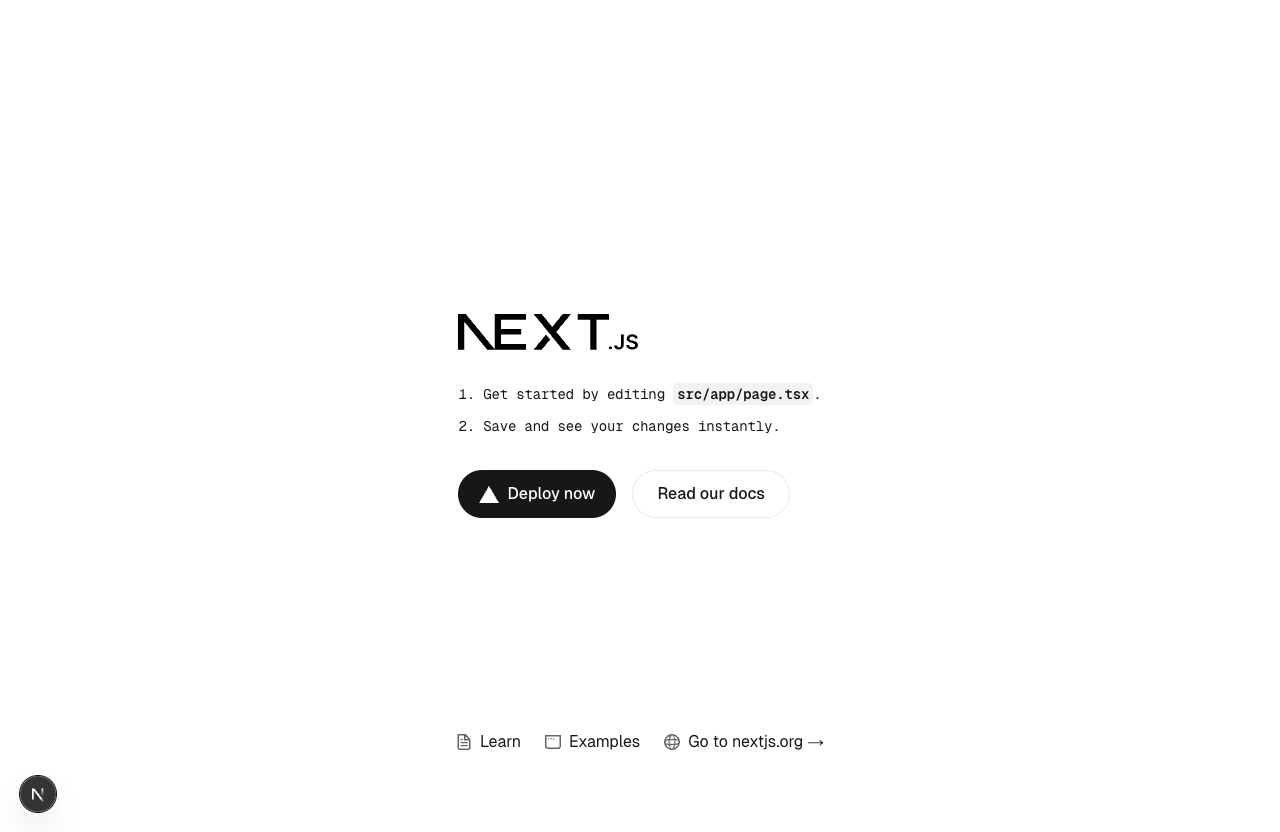 NEXT.JS
1. Get started by editing src/app/page.tsx.
2. Save and see your changes instantly.
Deploy now
Read our docs
Learn
Examples
Go to nextjs.org →
N